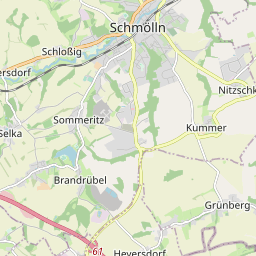 Schmölln
Schloßig
ersdorf
Nitzschk
Sommeritz
Kummer
Selka
Brandrübel
Grünberg
61
Heyersdorf